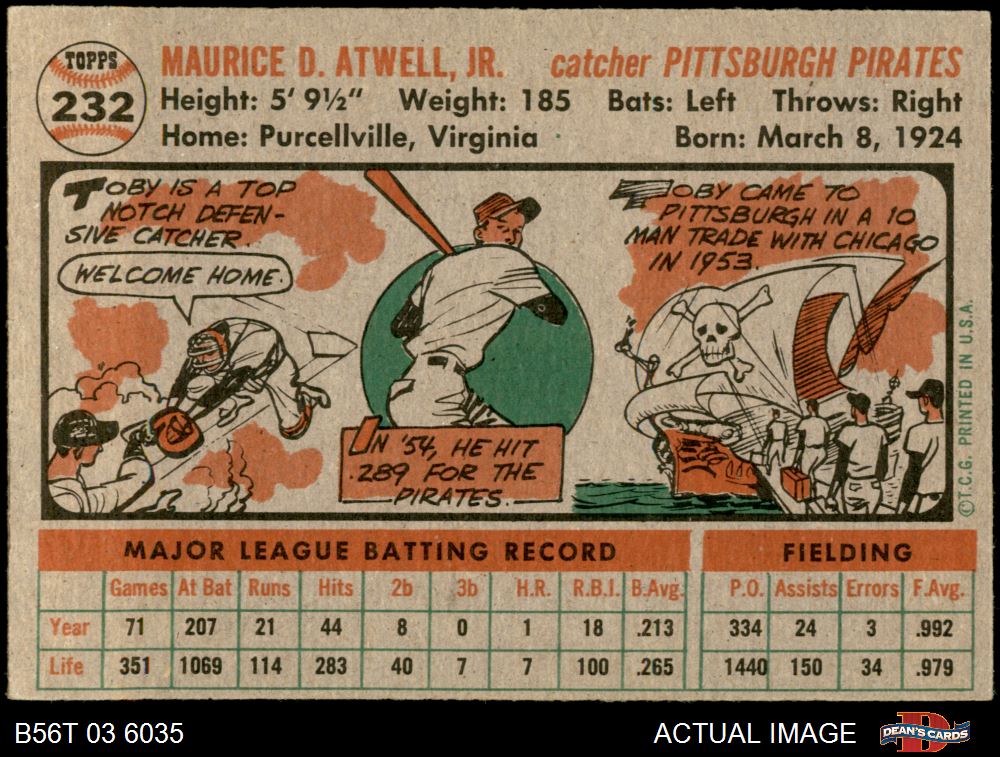 TOPPS
232
MAURICE D. ATWELL, JR. catcher PITTSBURGH PIRATES
Height: 5' 9½" Weight: 185 Bats: Left Throws: Right
Home: Purcellville, Virginia Born: March 8, 1924
TOBY IS A TOP
NOTCH DEFEN-
SIVE CATCHER.
WELCOME HOME.
IN '54, HE HIT
.289 FOR THE
PIRATES.
TOBY CAME TO
PITTSBURGH IN A 10
MAN TRADE WITH CHICAGO
IN 1953.
©T.C.G. PRINTED IN U.S.A.
MAJOR LEAGUE BATTING RECORD FIELDING
Games At Bat Runs Hits 2b 3b H.R. R.B.I. B.Avg. P.O. Assists Errors F.Avg.
Year 71 207 21 44 8 0 1 18 .213 334 24 3 .992
Life 351 1069 114 283 40 7 7 100 .265 1440 150 34 .979
B56T 03 6035 ACTUAL IMAGE D DEAN'S CARDS